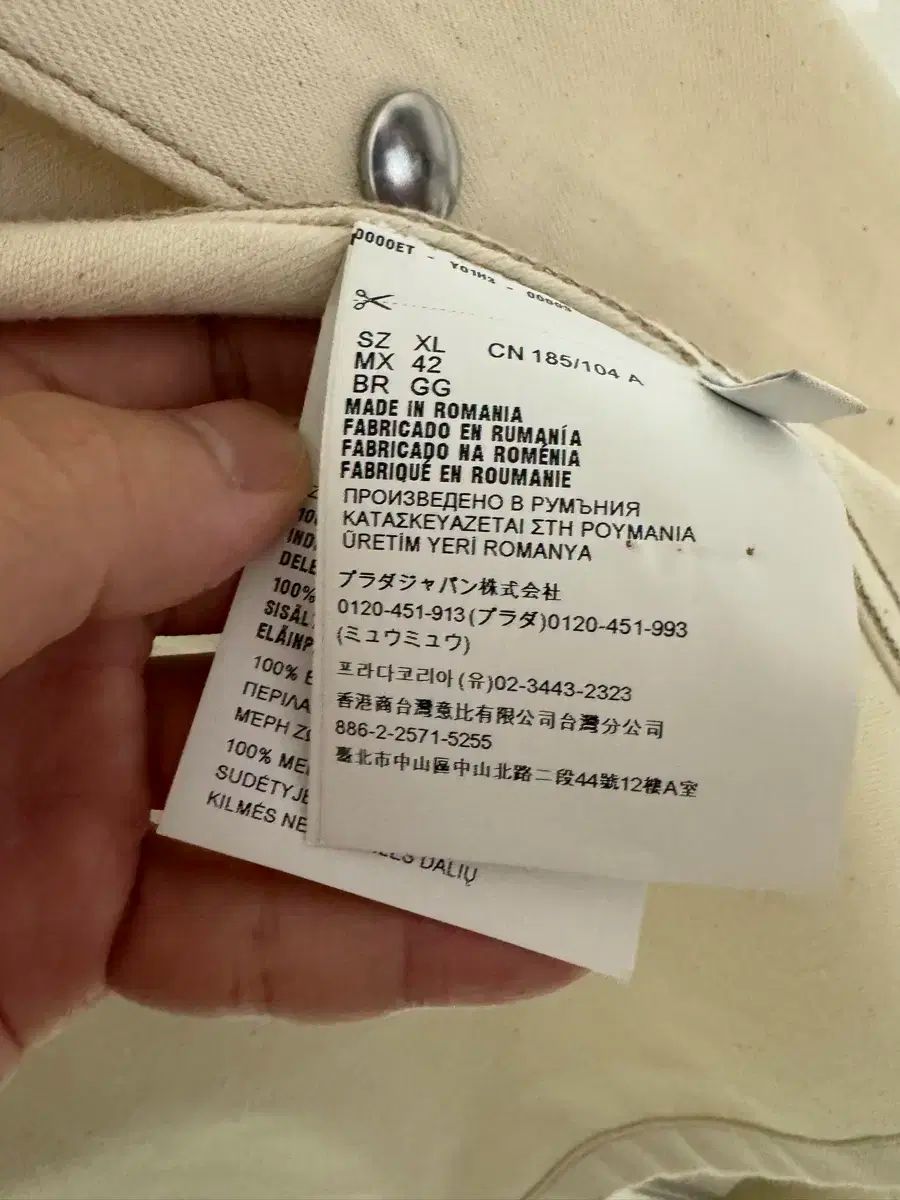 0000ET - Y01H2 - 00009
SZ XL
CN 185/104 A
MX 42
BR GG
MADE IN ROMANIA
FABRICADO EN RUMANÍA
FABRICADO NA ROMÉNIA
FABRIQUÉ EN ROUMANIE
ПРОИЗВЕДЕНО В РУМЪНИЯ
ΚΑΤΑΣΚΕΥΑΖΕΤΑΙ ΣΤΗ ΡΟΥΜΑΝΙΑ
ÜRETİM YERİ ROMANYA
プラダジャパン株式会社
0120-451-913(プラダ)0120-451-993
(ミュウミュウ)
프라다코리아(유)02-3443-2323
香港商台灣意比有限公司台灣分公司
886-2-2571-5255
臺北市中山區中山北路二段44號12樓A室
100%
100%
SUDĖTYJE
KILMĖS NE
DALIŲ